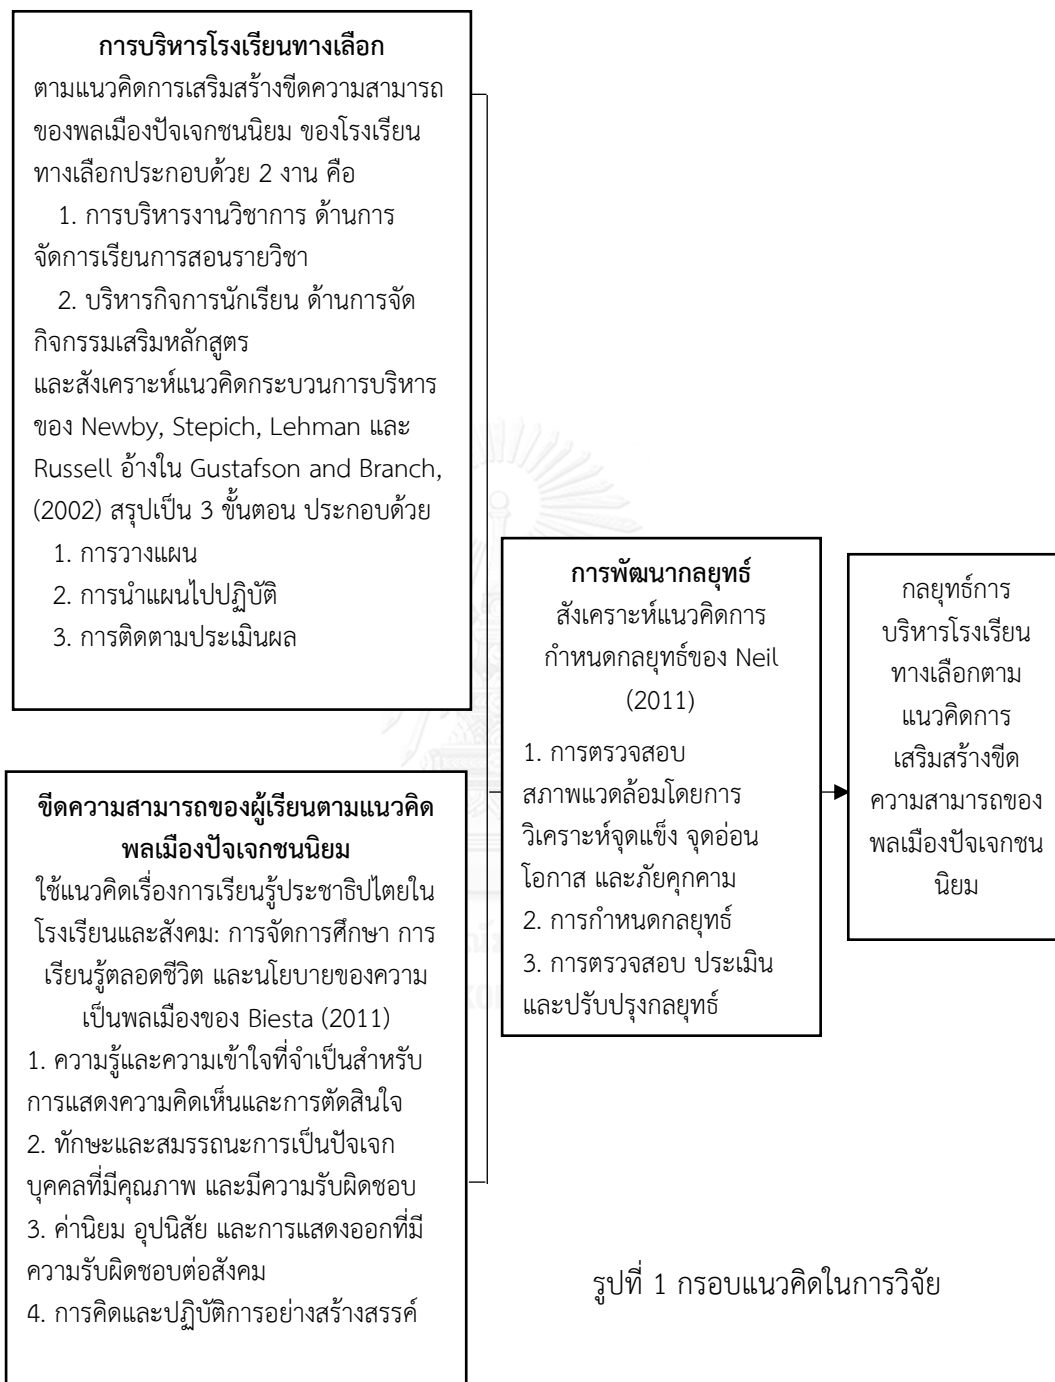 การบริหารโรงเรียนทางเลือก
ตามแนวคิดการเสริมสร้างขีดความสามารถ
ของพลเมืองปัจเจกชนนิยม ของโรงเรียน
ทางเลือกประกอบด้วย 2 งาน คือ
1. การบริหารงานวิชาการ ด้านการ
จัดการเรียนการสอนรายวิชา
2. บริหารกิจการนักเรียน ด้านการจัด
กิจกรรมเสริมหลักสูตร
และสังเคราะห์แนวคิดกระบวนการบริหาร
ของ Newby, Stepich, Lehman และ
Russell อ้างใน Gustafson and Branch,
(2002) สรุปเป็น 3 ขั้นตอน ประกอบด้วย
1. การวางแผน
2. การนำแผนไปปฏิบัติ
3. การติดตามประเมินผล
ขีดความสามารถของผู้เรียนตามแนวคิด
พลเมืองปัจเจกชนนิยม
ใช้แนวคิดเรื่องการเรียนรู้ประชาธิปไตยใน
โรงเรียนและสังคม: การจัดการศึกษา การ
เรียนรู้ตลอดชีวิต และนโยบายของความ
เป็นพลเมืองของ Biesta (2011)
1. ความรู้และความเข้าใจที่จำเป็นสำหรับ
การแสดงความคิดเห็นและการตัดสินใจ
2. ทักษะและสมรรถนะการเป็นปัจเจก
บุคคลที่มีคุณภาพ และมีความรับผิดชอบ
3. ค่านิยม อุปนิสัย และการแสดงออกที่มี
ความรับผิดชอบต่อสังคม
4. การคิดและปฏิบัติการอย่างสร้างสรรค์
การพัฒนากลยุทธ์
สังเคราะห์แนวคิดการ
กำหนดกลยุทธ์ของ Neil
(2011)
1. การตรวจสอบ
สภาพแวดล้อมโดยการ
วิเคราะห์จุดแข็ง จุดอ่อน
โอกาส และภัยคุกคาม
2. การกำหนดกลยุทธ์
3. การตรวจสอบ ประเมิน
และปรับปรุงกลยุทธ์
กลยุทธ์การ
บริหารโรงเรียน
ทางเลือกตาม
แนวคิดการ
เสริมสร้างขีด
ความสามารถของ
พลเมืองปัจเจกชน
นิยม
รูปที่ 1 กรอบแนวคิดในการวิจัย